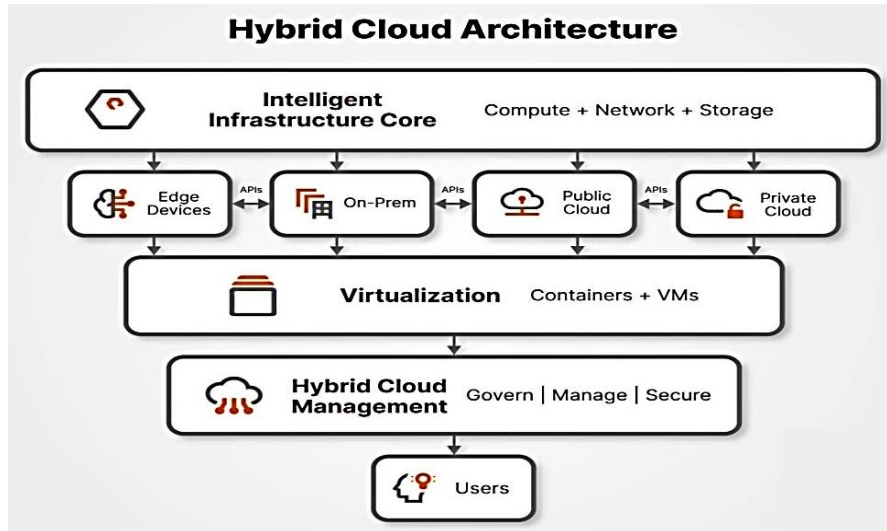 Hybrid Cloud Architecture
Intelligent
Infrastructure Core
Compute + Network + Storage
Edge
Devices
APIs
On-Prem
APIs
Public
Cloud
APIs
Private
Cloud
Virtualization
Containers + VMs
Hybrid Cloud
Management
Govern | Manage | Secure
Users